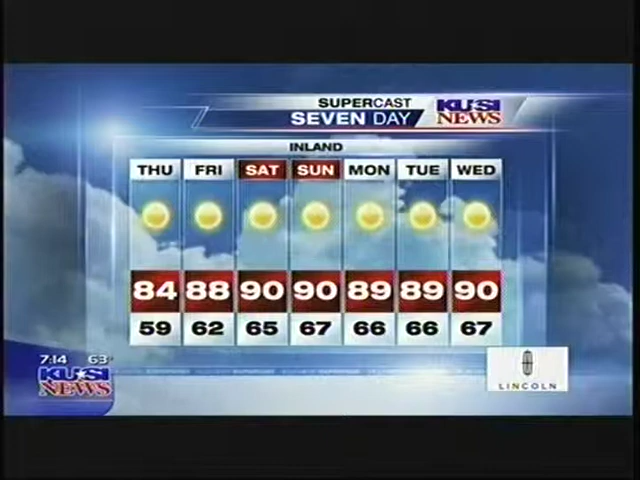 SUPERCAST
SEVEN DAY
KUSI
NEWS
INLAND
THU FRI SAT SUN MON TUE WED
84 88 90 90 89 89 90
59 62 65 67 66 66 67
7:14 63°
KUSI
NEWS
LINCOLN